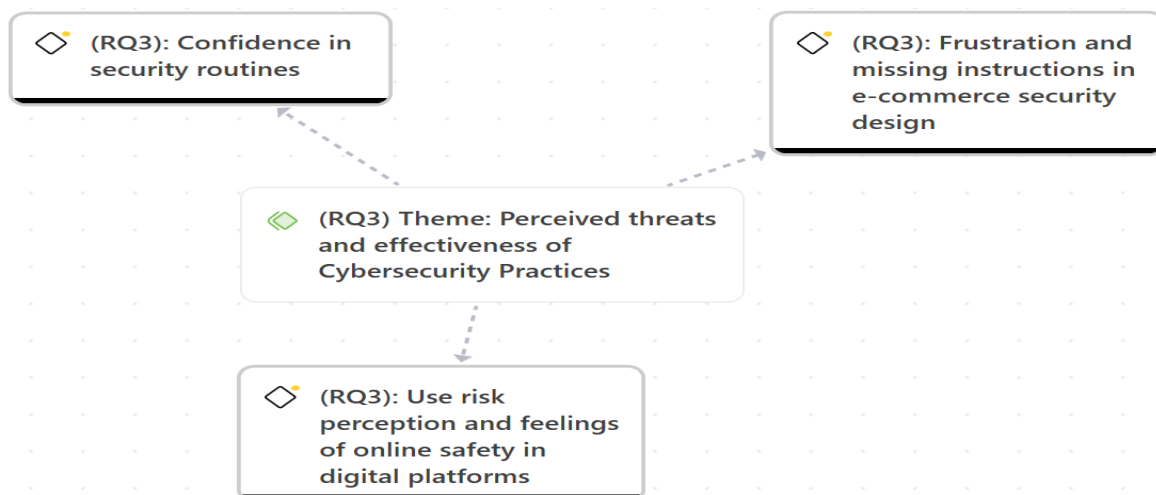 (RQ3): Confidence in
security routines
(RQ3): Frustration and
missing instructions in
e-commerce security
design
(RQ3) Theme: Perceived threats
and effectiveness of
Cybersecurity Practices
(RQ3): Use risk
perception and feelings
of online safety in
digital platforms